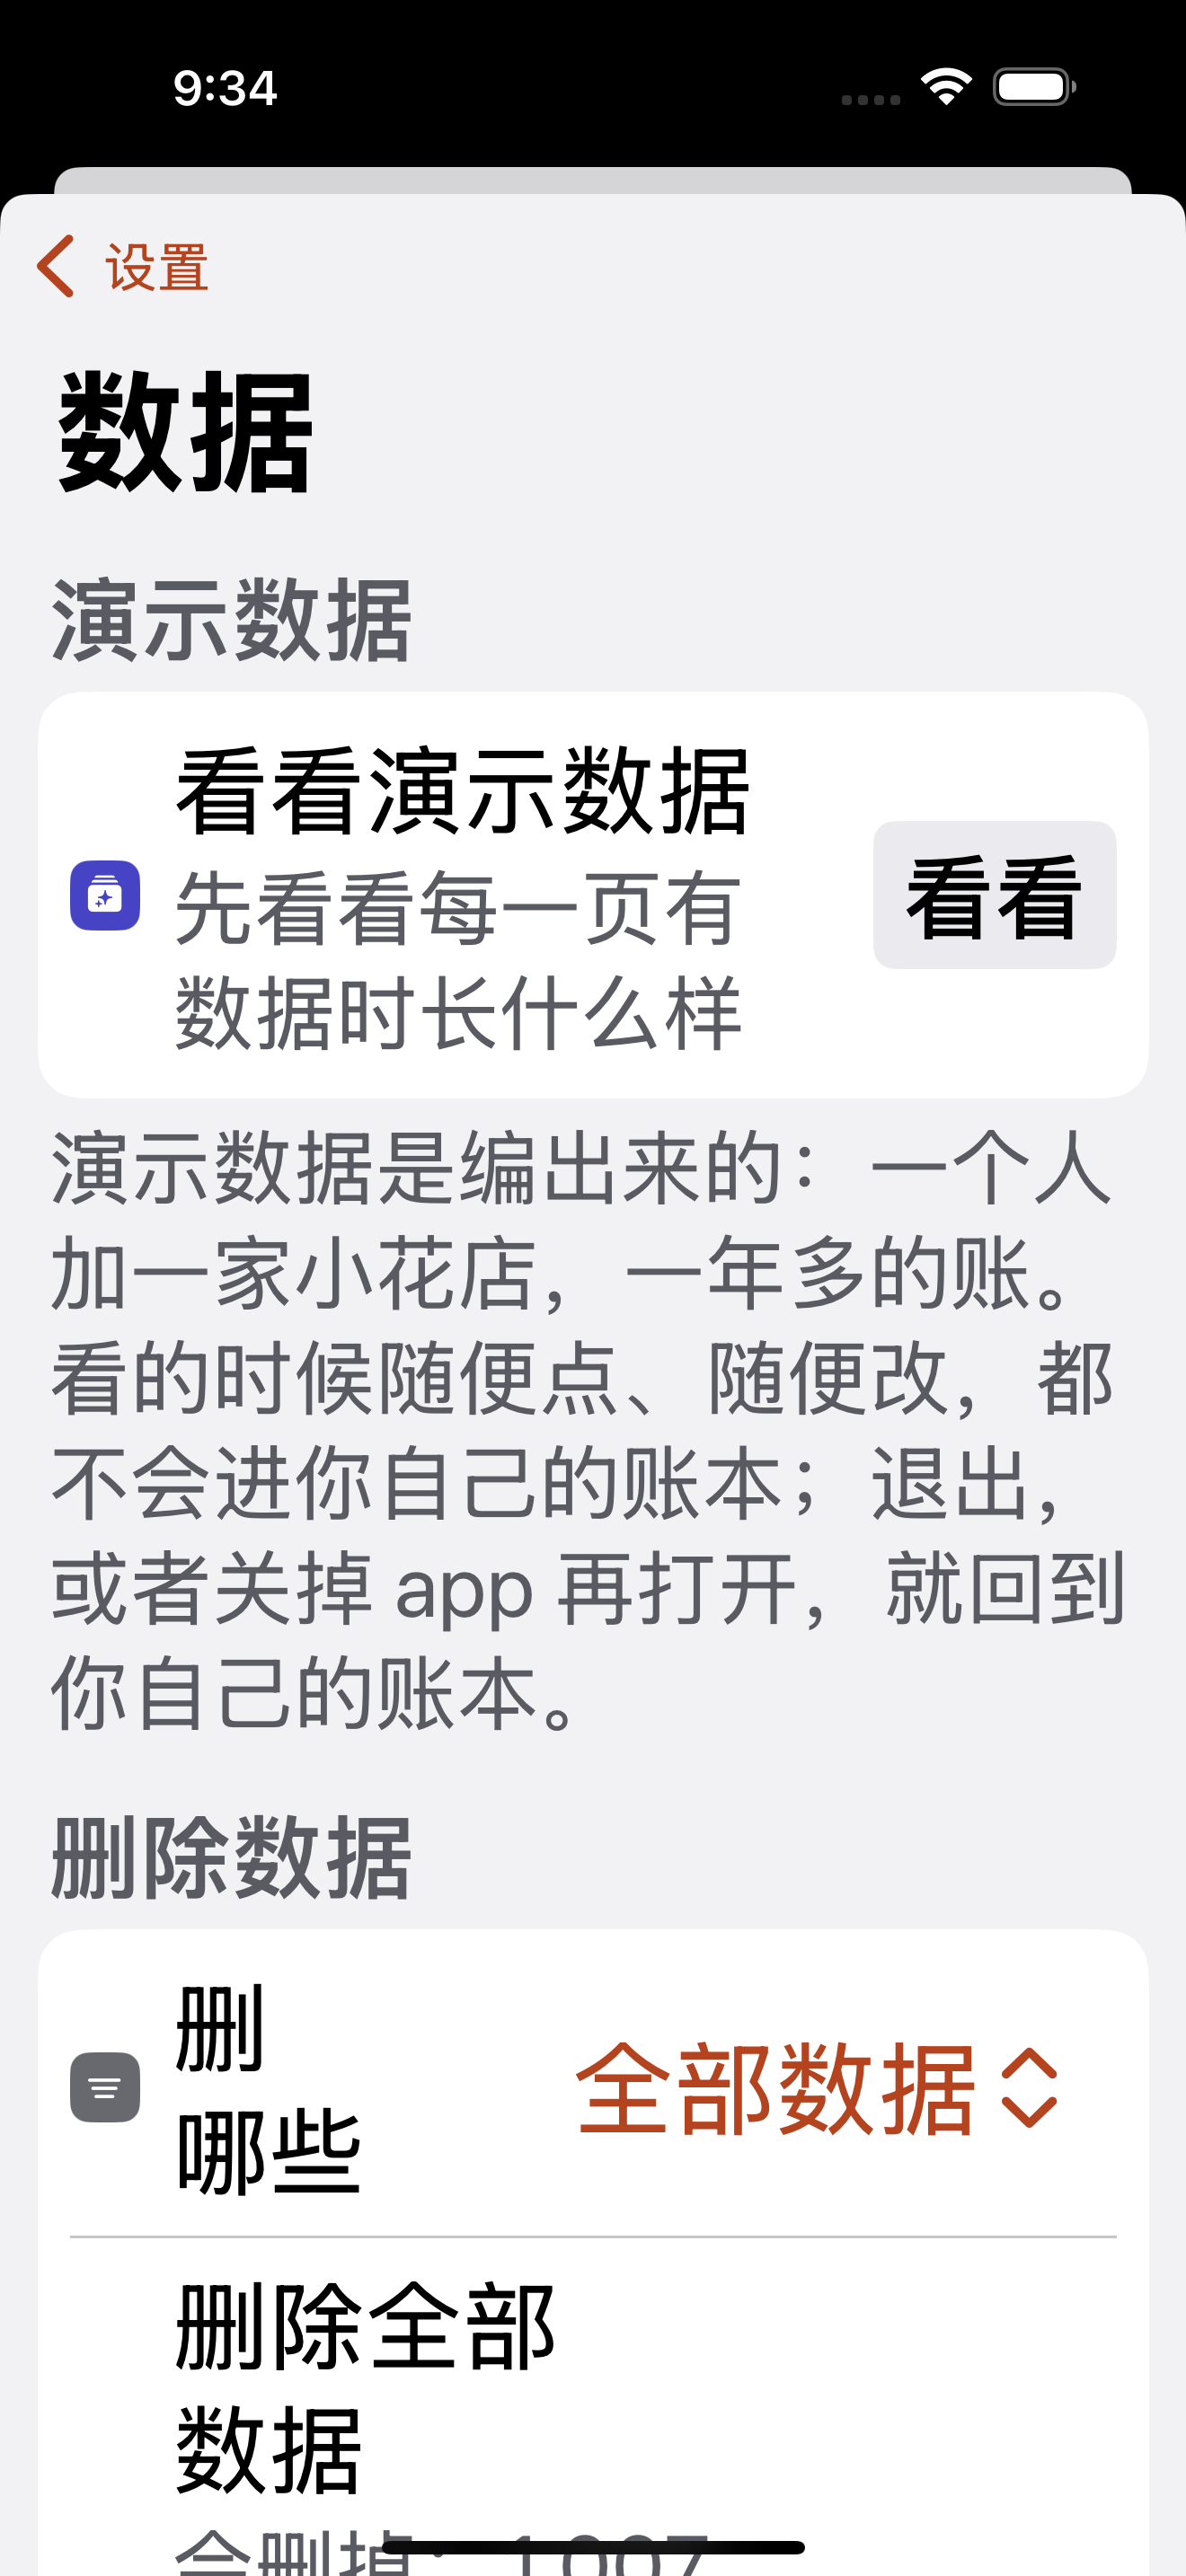 9:34
设置
数据
演示数据
看看演示数据
先看看每一页有
数据时长什么样
看看
演示数据是编出来的：一个人
加一家小花店，一年多的账。
看的时候随便点、随便改，都
不会进你自己的账本；退出，
或者关掉 app 再打开，就回到
你自己的账本。
删除数据
删
哪些
全部数据
删除全部
数据
会删掉：1,007